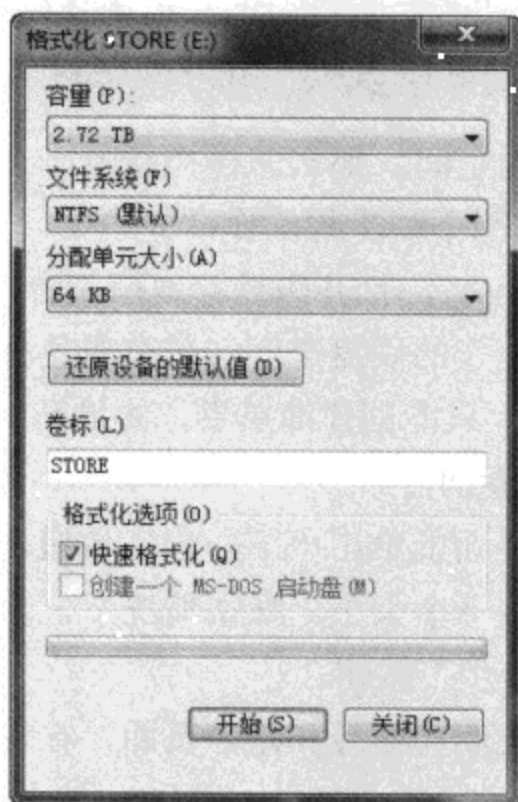 格式化 STORE (E:)
容量(P):
2.72 TB
文件系统(F)
NTFS (默认)
分配单元大小(A)
64 KB
还原设备的默认值(D)
卷标(L)
STORE
格式化选项(O)
快速格式化(Q)
创建一个 MS-DOS 启动盘(M)
开始(S)
关闭(C)